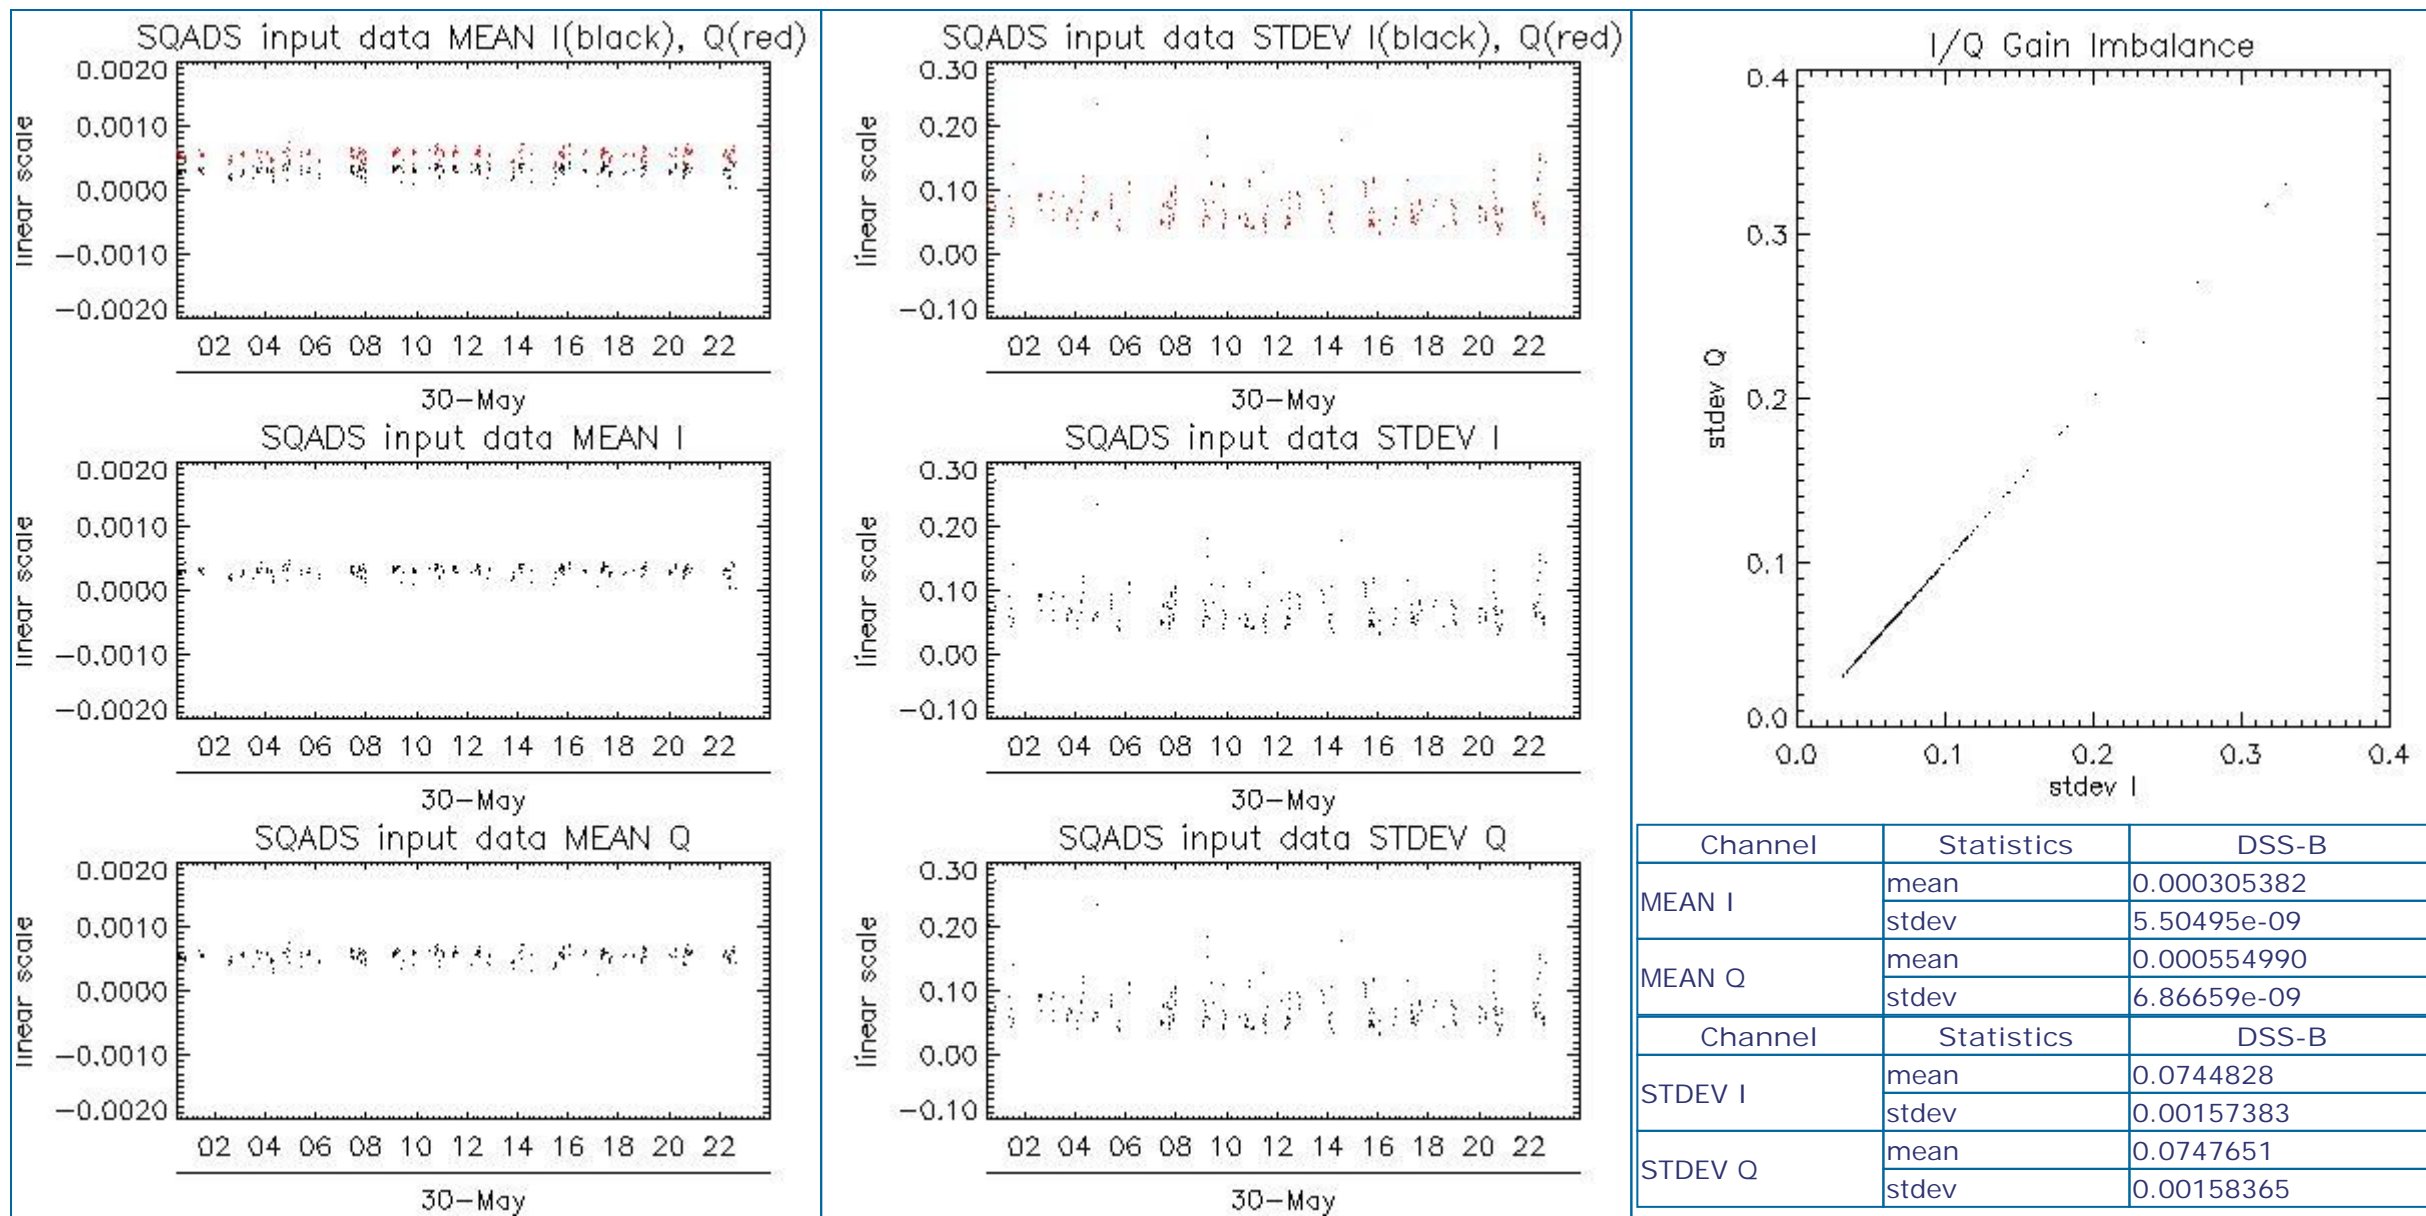 SQADS input data MEAN I(black), Q(red)
0.0020
0.0010
0.0000
−0.0010
−0.0020
linear scale
02 04 06 08 10 12 14 16 18 20 22
30−May
SQADS input data MEAN I
0.0020
0.0010
0.0000
−0.0010
−0.0020
linear scale
02 04 06 08 10 12 14 16 18 20 22
30−May
SQADS input data MEAN Q
0.0020
0.0010
0.0000
−0.0010
−0.0020
linear scale
02 04 06 08 10 12 14 16 18 20 22
30−May
SQADS input data STDEV I(black), Q(red)
0.30
0.20
0.10
0.00
−0.10
linear scale
02 04 06 08 10 12 14 16 18 20 22
30−May
SQADS input data STDEV I
0.30
0.20
0.10
0.00
−0.10
linear scale
02 04 06 08 10 12 14 16 18 20 22
30−May
SQADS input data STDEV Q
0.30
0.20
0.10
0.00
−0.10
linear scale
02 04 06 08 10 12 14 16 18 20 22
30−May
I/Q Gain Imbalance
0.4
0.3
0.2
0.1
0.0
stdev Q
0.0 0.1 0.2 0.3 0.4
stdev I
Channel Statistics DSS-B
MEAN I mean 0.000305382
stdev 5.50495e-09
MEAN Q mean 0.000554990
stdev 6.86659e-09
Channel Statistics DSS-B
STDEV I mean 0.0744828
stdev 0.00157383
STDEV Q mean 0.0747651
stdev 0.00158365